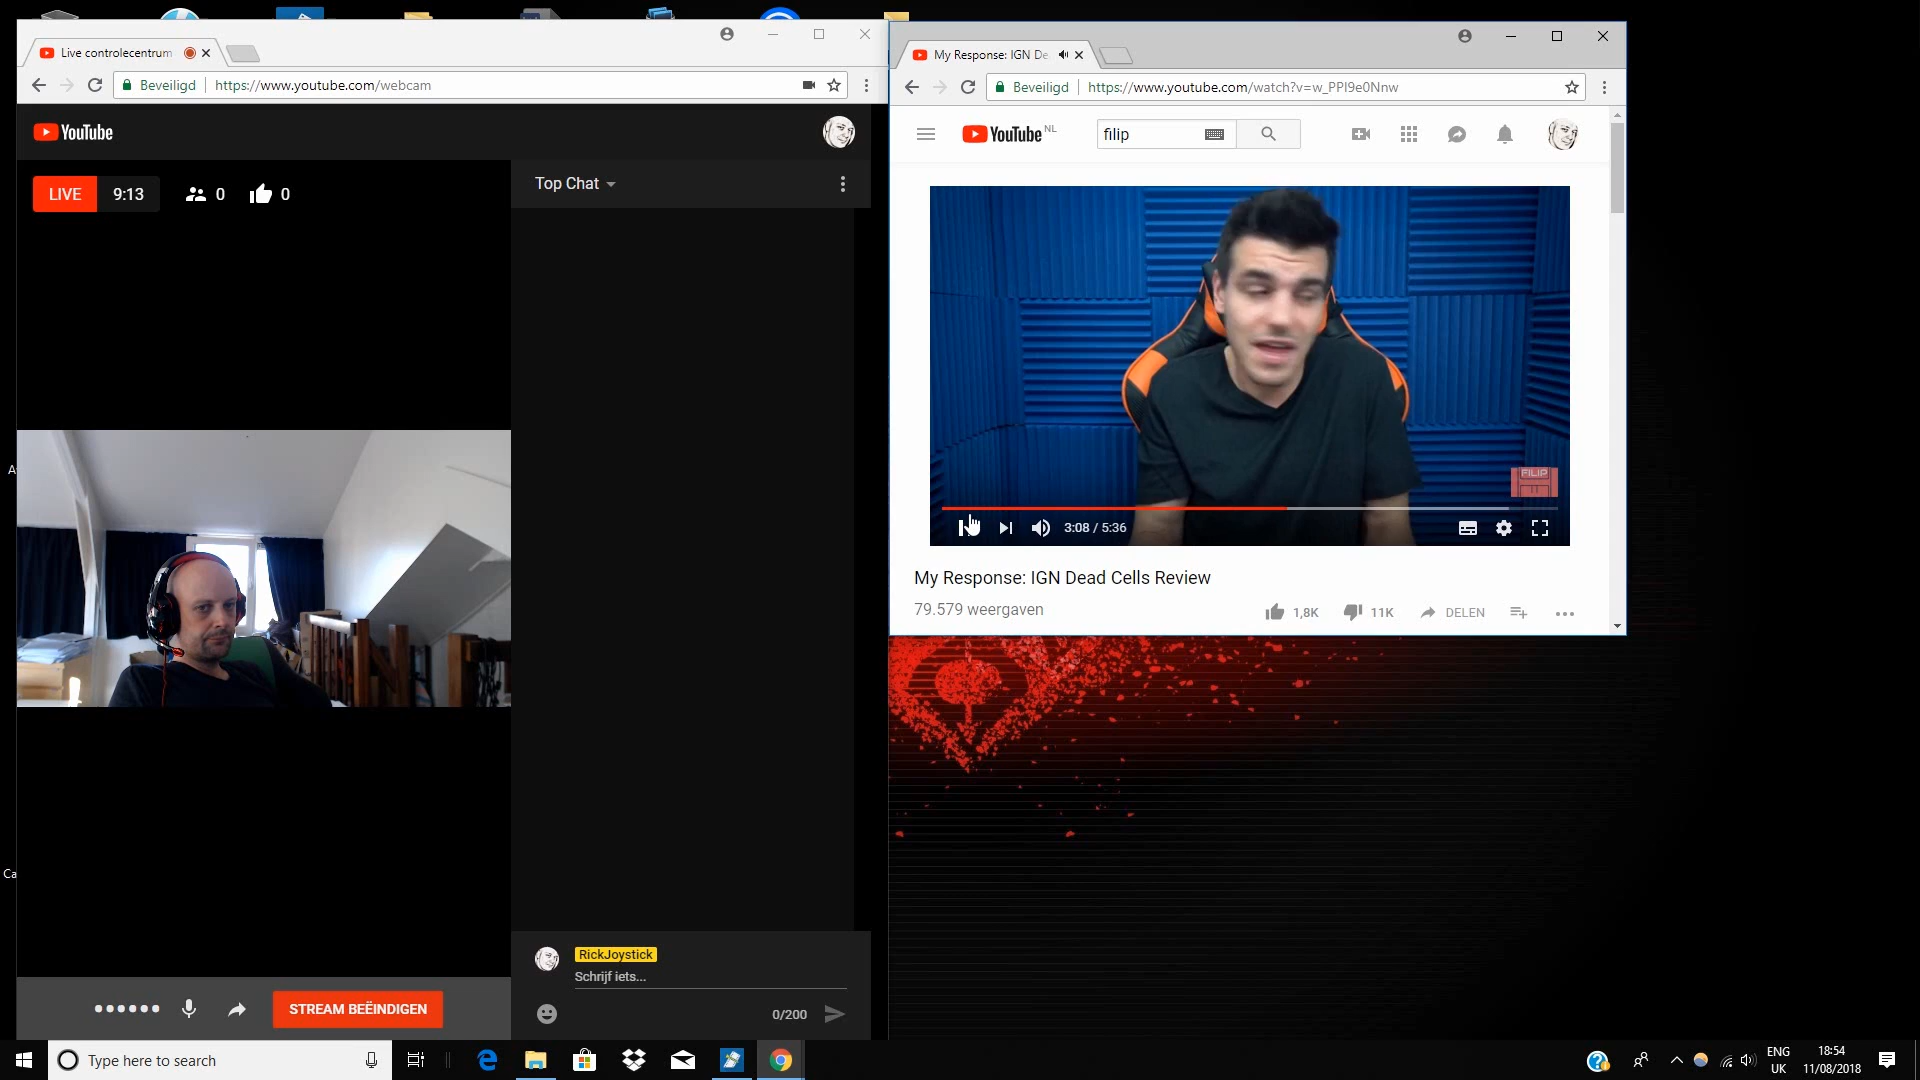 Live controlecentrum
Beveiligd
https://www.youtube.com/webcam
YouTube
LIVE
9:13
0
0
Top Chat
RickJoystick
Schrijf iets...
0/200
STREAM BEËINDIGEN
My Response: IGN De
Beveiligd
https://www.youtube.com/watch?v=w_PPI9e0Nnw
YouTube NL
filip
FILIP
3:08 / 5:36
My Response: IGN Dead Cells Review
79.579 weergaven
1,8K
11K
DELEN
A
Ca
Type here to search
ENG
UK
18:54
11/08/2018